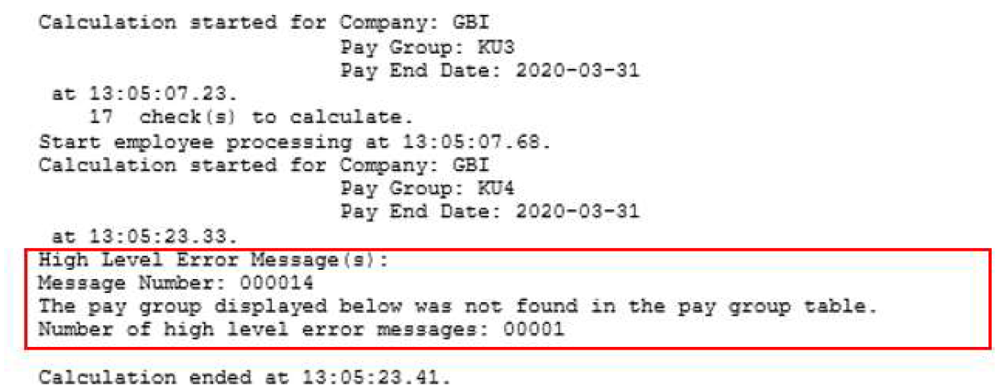 Calculation started for Company: GBI
Pay Group: KU3
Pay End Date: 2020-03-31
at 13:05:07.23.
17 check(s) to calculate.
Start employee processing at 13:05:07.68.
Calculation started for Company: GBI
Pay Group: KU4
Pay End Date: 2020-03-31
at 13:05:23.33.
High Level Error Message(s):
Message Number: 000014
The pay group displayed below was not found in the pay group table.
Number of high level error messages: 00001
Calculation ended at 13:05:23.41.